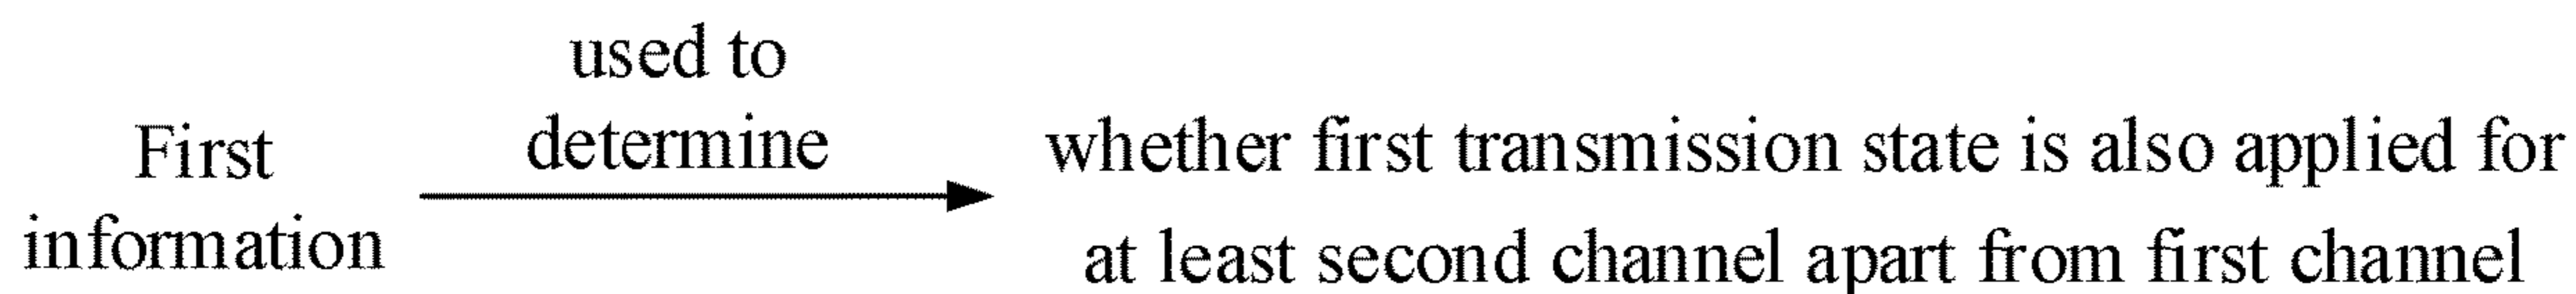 First
information
used to
determine
whether first transmission state is also applied for
at least second channel apart from first channel